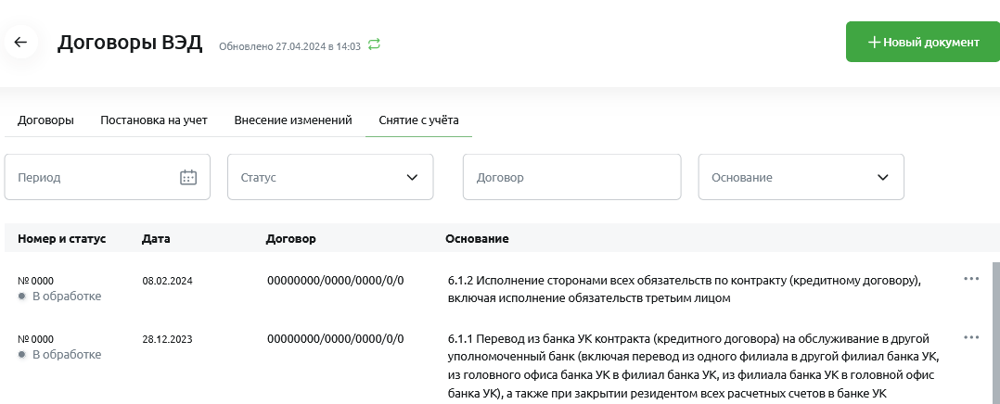 Договоры ВЭД Обновлено 27.04.2024 в 14:03
+ Новый документ
Договоры Постановка на учет Внесение изменений Снятие с учёта
Период Статус Договор Основание
Номер и статус Дата Договор Основание
№ 0000 08.02.2024 00000000/0000/0000/0/0 6.1.2 Исполнение сторонами всех обязательств по контракту (кредитному договору),
В обработке включая исполнение обязательств третьим лицом
№ 0000 28.12.2023 00000000/0000/0000/0/0 6.1.1 Перевод из банка УК контракта (кредитного договора) на обслуживание в другой
В обработке уполномоченный банк (включая перевод из одного филиала в другой филиал банка УК,
из головного офиса банка УК в филиал банка УК, из филиала банка УК в головной офис
банка УК), а также при закрытии резидентом всех расчетных счетов в банке УК